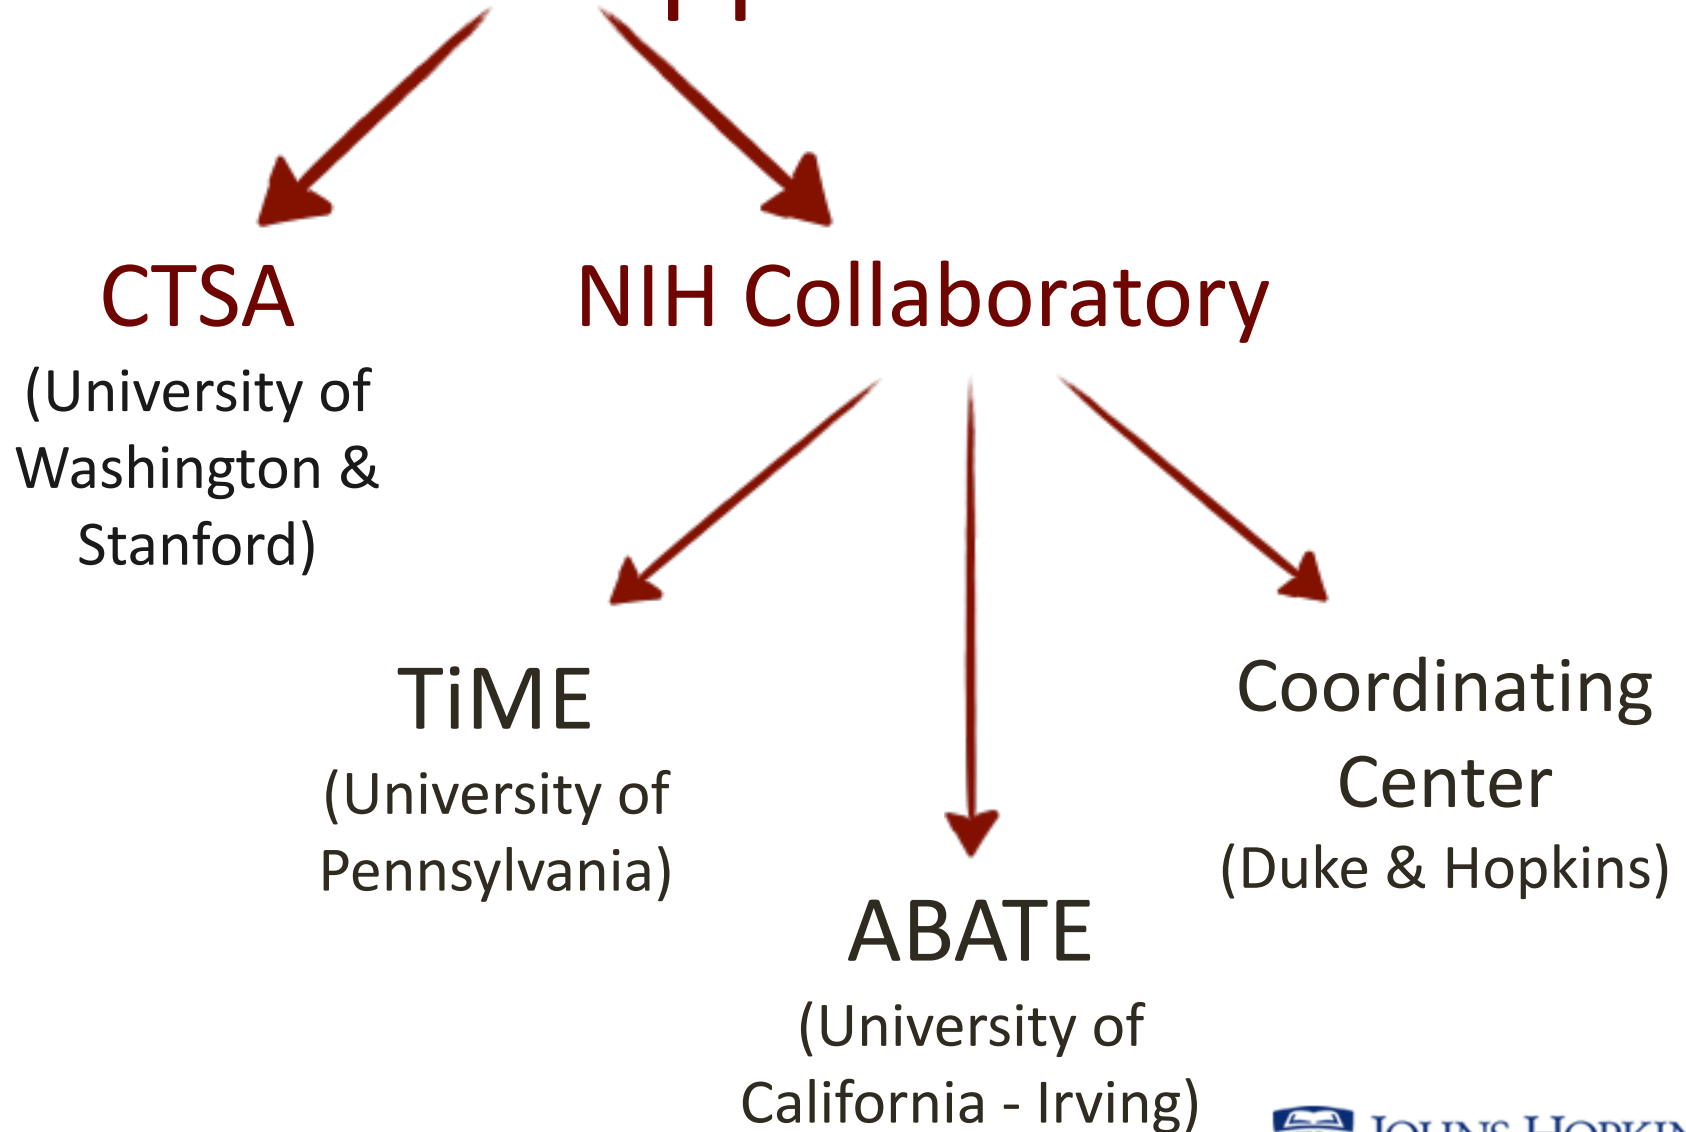 CTSA
(University of
Washington &
Stanford)
NIH Collaboratory
TiME
(University of
Pennsylvania)
ABATE
(University of
California - Irving)
Coordinating
Center
(Duke & Hopkins)
JOHNS